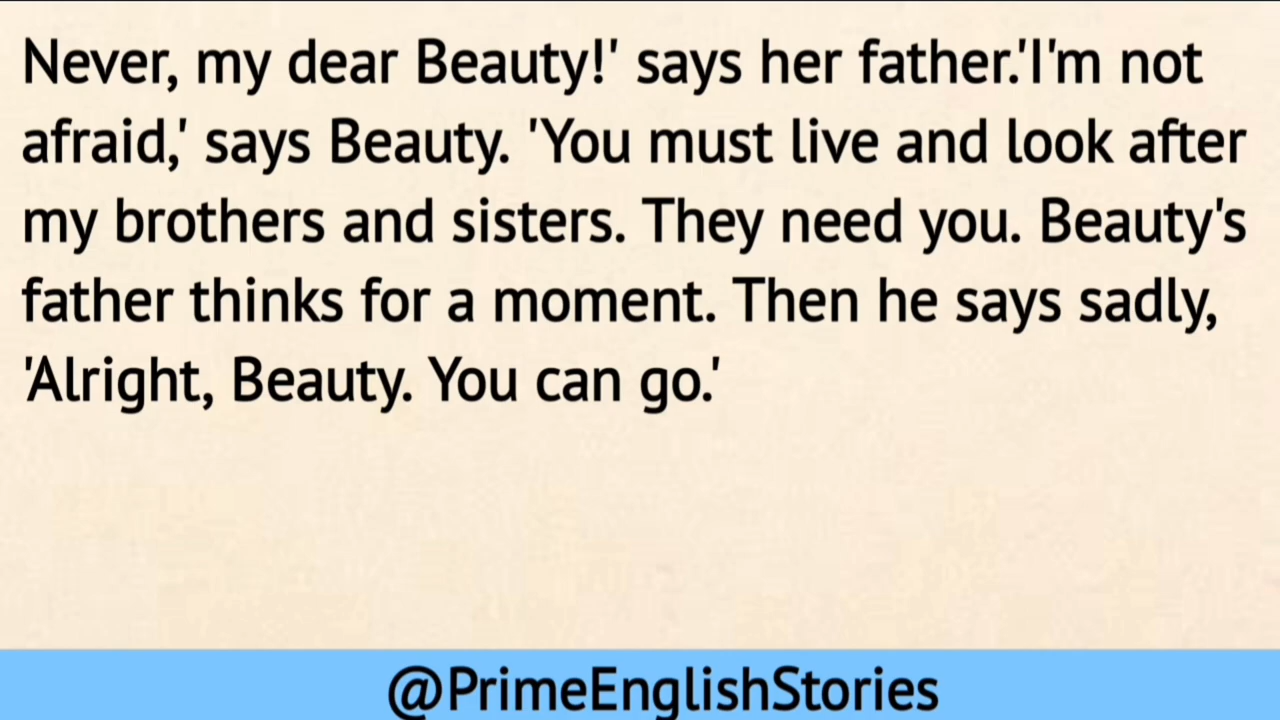 Never, my dear Beauty!' says her father.'I'm not
afraid,' says Beauty. 'You must live and look after
my brothers and sisters. They need you. Beauty's
father thinks for a moment. Then he says sadly,
'Alright, Beauty. You can go.'
@PrimeEnglishStories